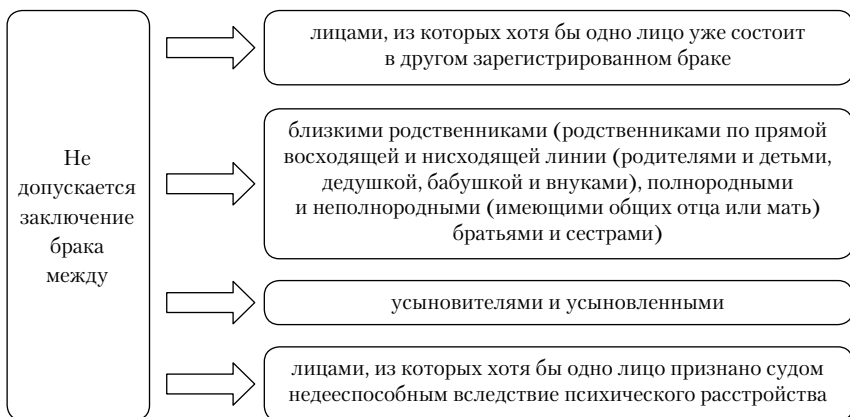 Не
допускается
заключение
брака
между
лицами, из которых хотя бы одно лицо уже состоит
в другом зарегистрированном браке
близкими родственниками (родственниками по прямой
восходящей и нисходящей линии (родителями и детьми,
дедушкой, бабушкой и внуками), полнородными
и неполнородными (имеющими общих отца или мать)
братьями и сестрами)
усыновителями и усыновленными
лицами, из которых хотя бы одно лицо признано судом
недееспособным вследствие психического расстройства